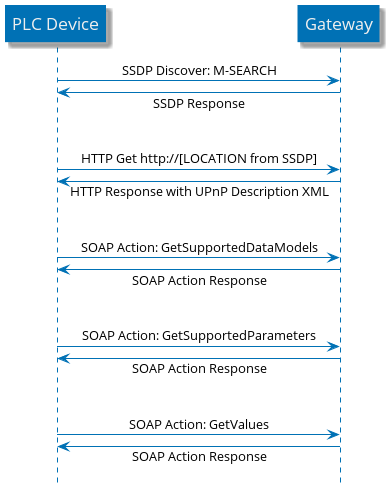 PLC Device
Gateway
SSDP Discover: M-SEARCH
SSDP Response
HTTP Get http://[LOCATION from SSDP]
HTTP Response with UPnP Description XML
SOAP Action: GetSupportedDataModels
SOAP Action Response
SOAP Action: GetSupportedParameters
SOAP Action Response
SOAP Action: GetValues
SOAP Action Response